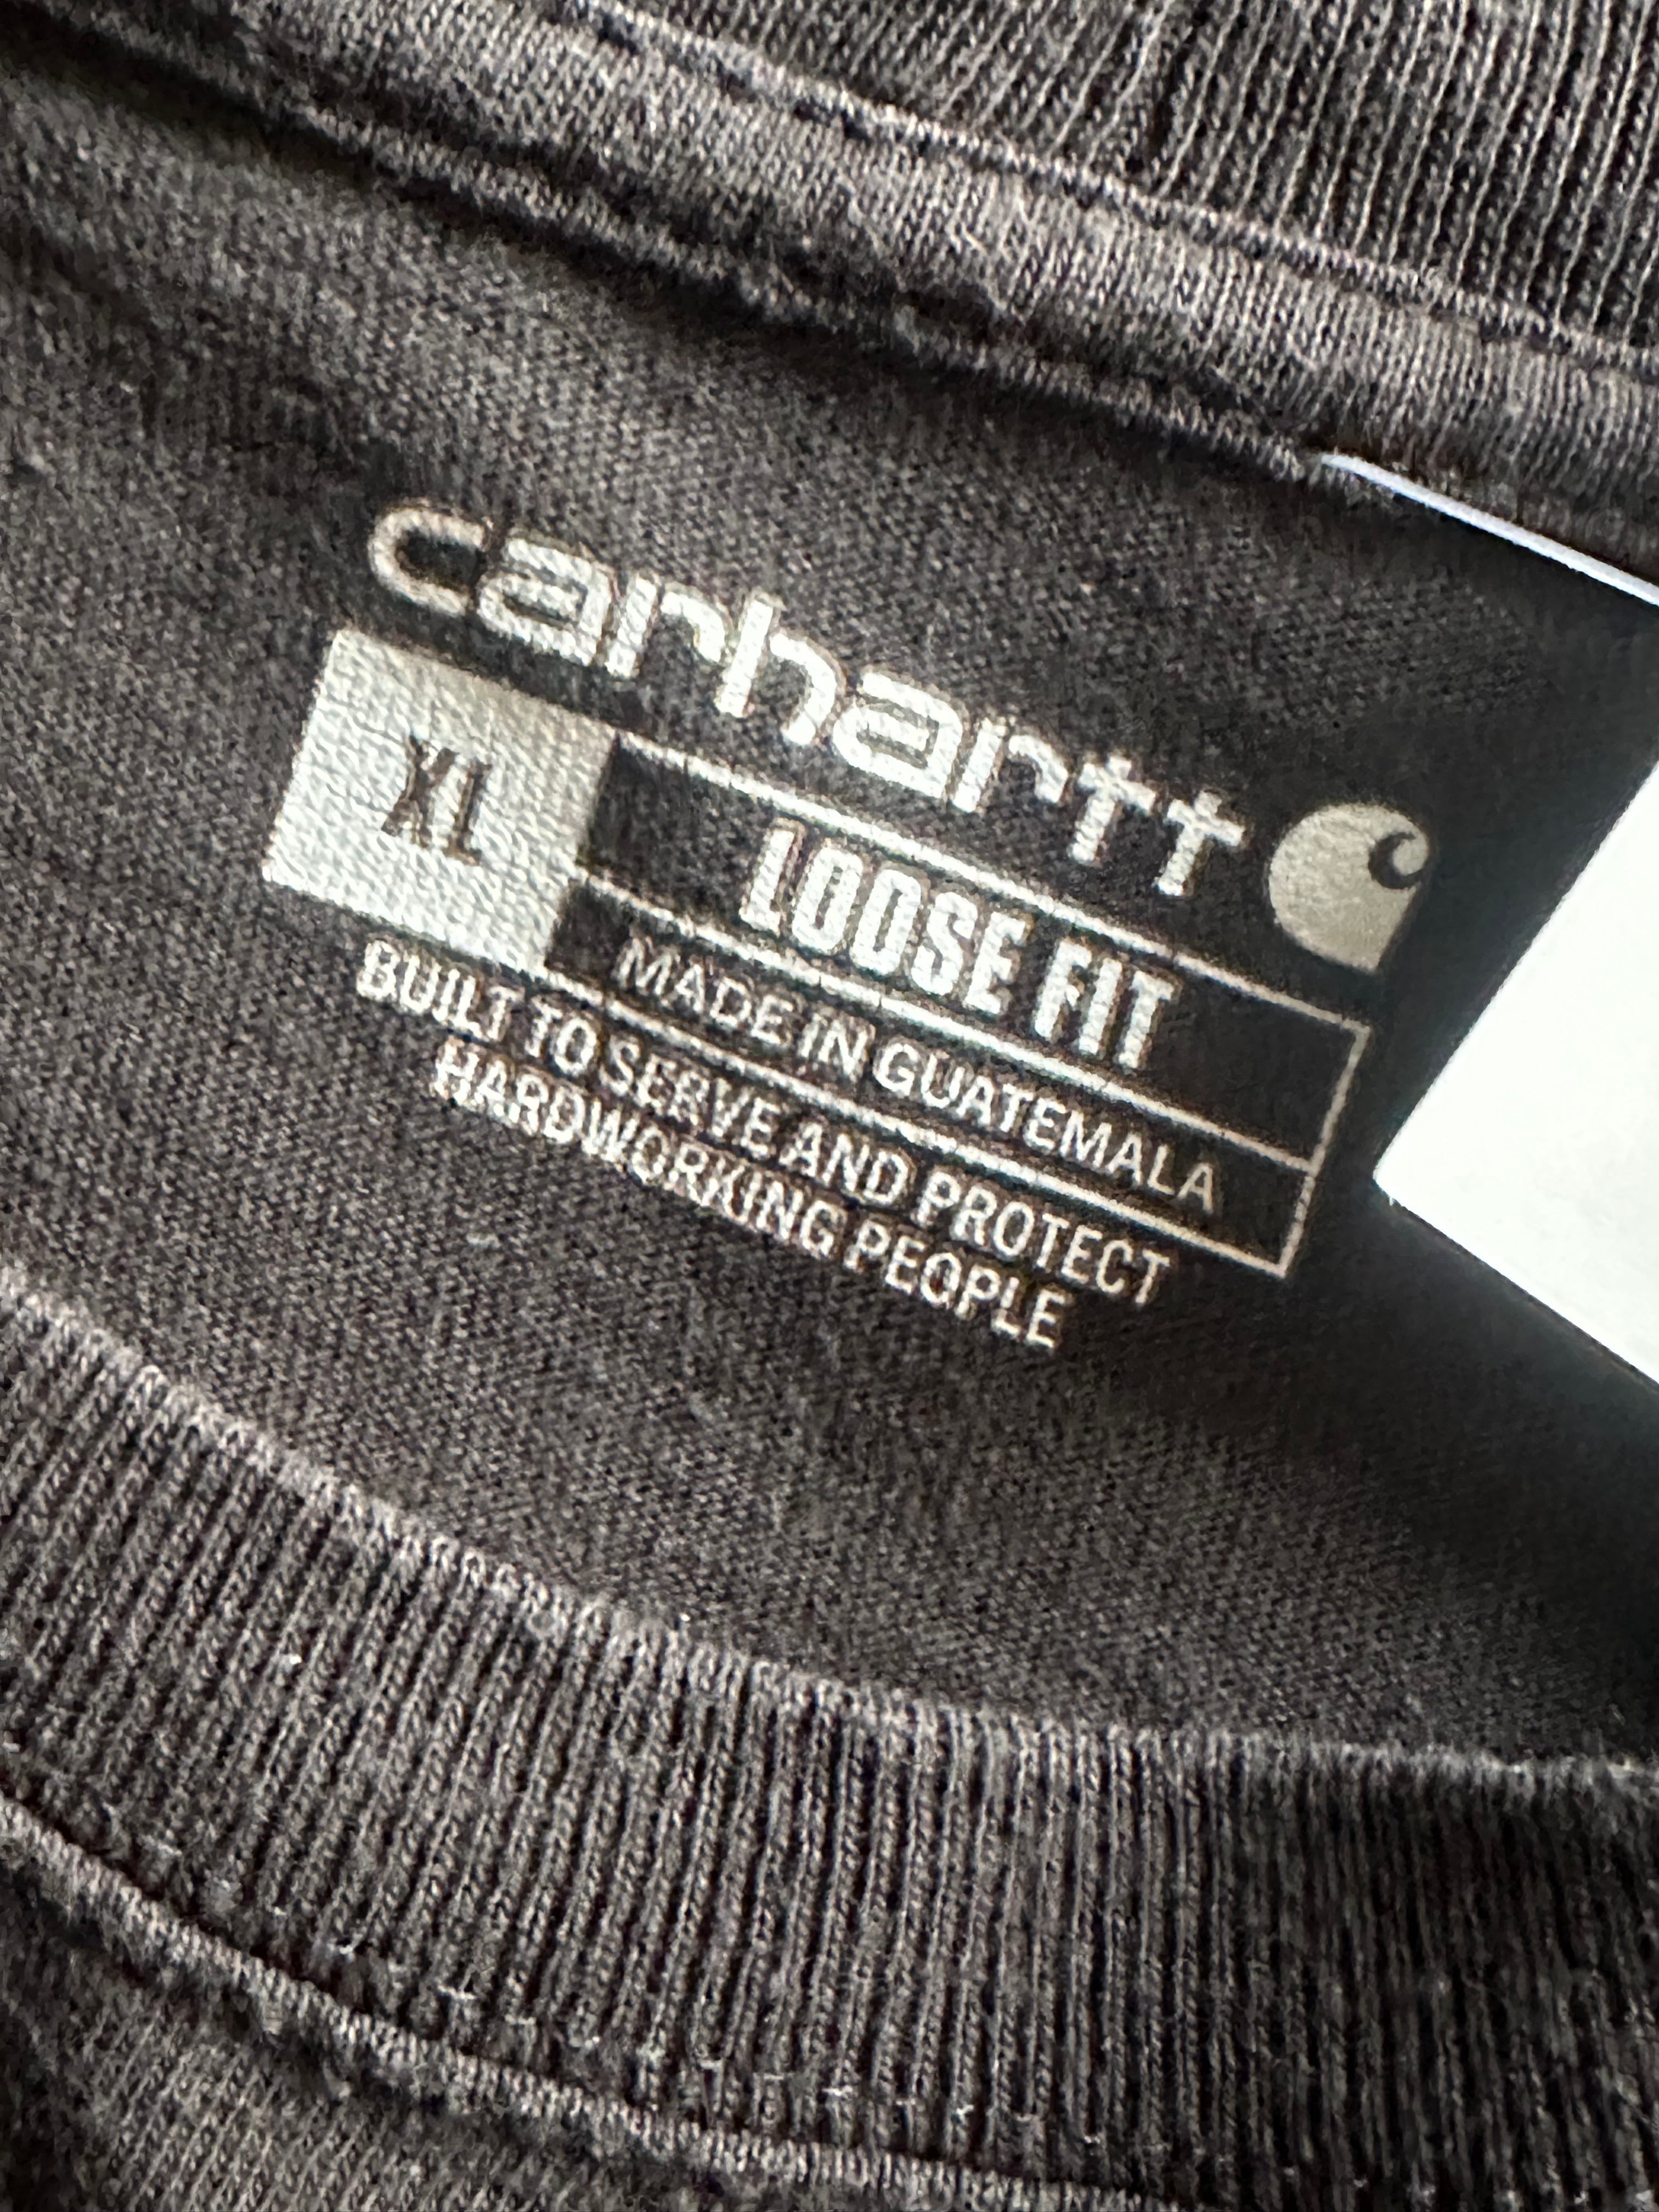 carhartt
XL
LOOSE FIT
MADE IN GUATEMALA
BUILT TO SERVE AND PROTECT
HARDWORKING PEOPLE